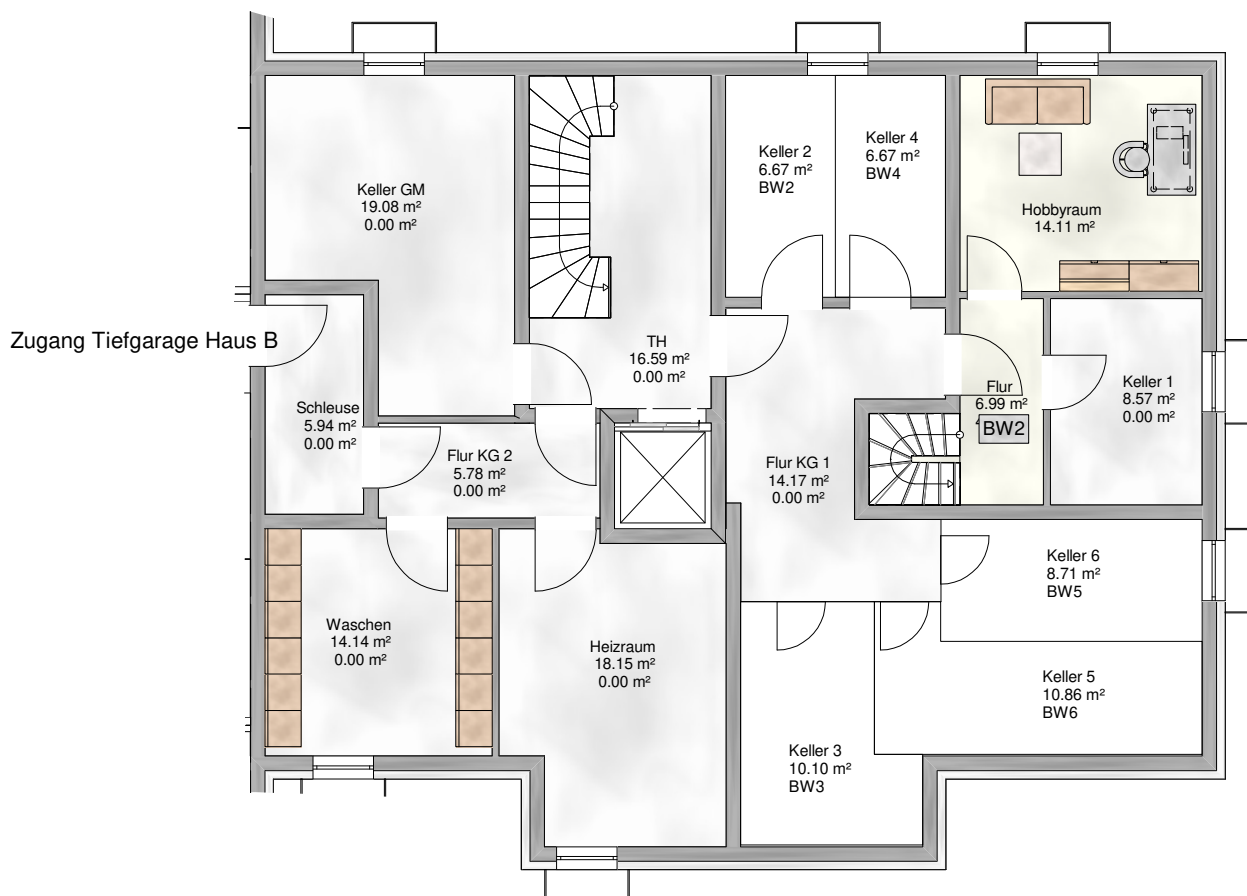 Keller GM
19.08 m²
0.00 m²
Keller 2
6.67 m²
BW2
Keller 4
6.67 m²
BW4
Hobbyraum
14.11 m²
Zugang Tiefgarage Haus B
TH
16.59 m²
0.00 m²
Flur
6.99 m²
BW2
Keller 1
8.57 m²
0.00 m²
Schleuse
5.94 m²
0.00 m²
Flur KG 2
5.78 m²
0.00 m²
Flur KG 1
14.17 m²
0.00 m²
Keller 6
8.71 m²
BW5
Waschen
14.14 m²
0.00 m²
Heizraum
18.15 m²
0.00 m²
Keller 5
10.86 m²
BW6
Keller 3
10.10 m²
BW3